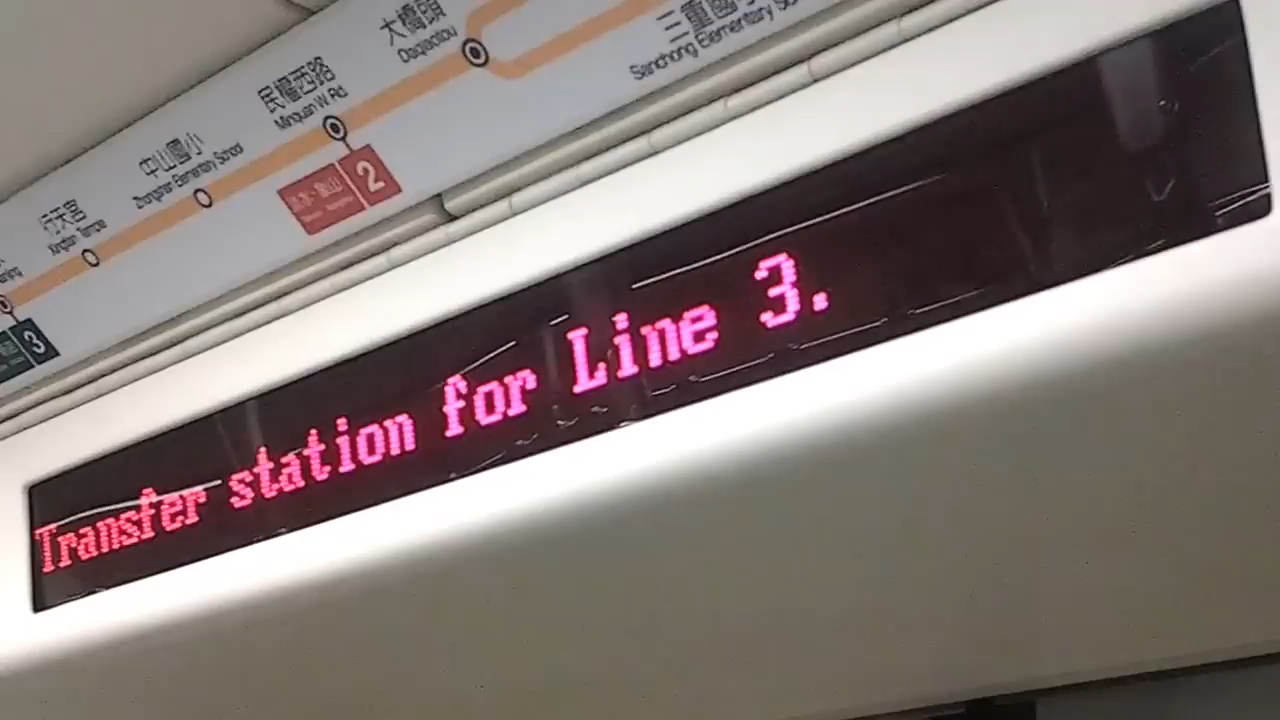 大橋頭
Daqiaotou
三重國小
Sanchong Elementary
民權西路
Minquan W. Rd
2
中山國小
Zhongshan Elementary School
行天宮
Xingtian Temple
3
Transfer station for Line 3.